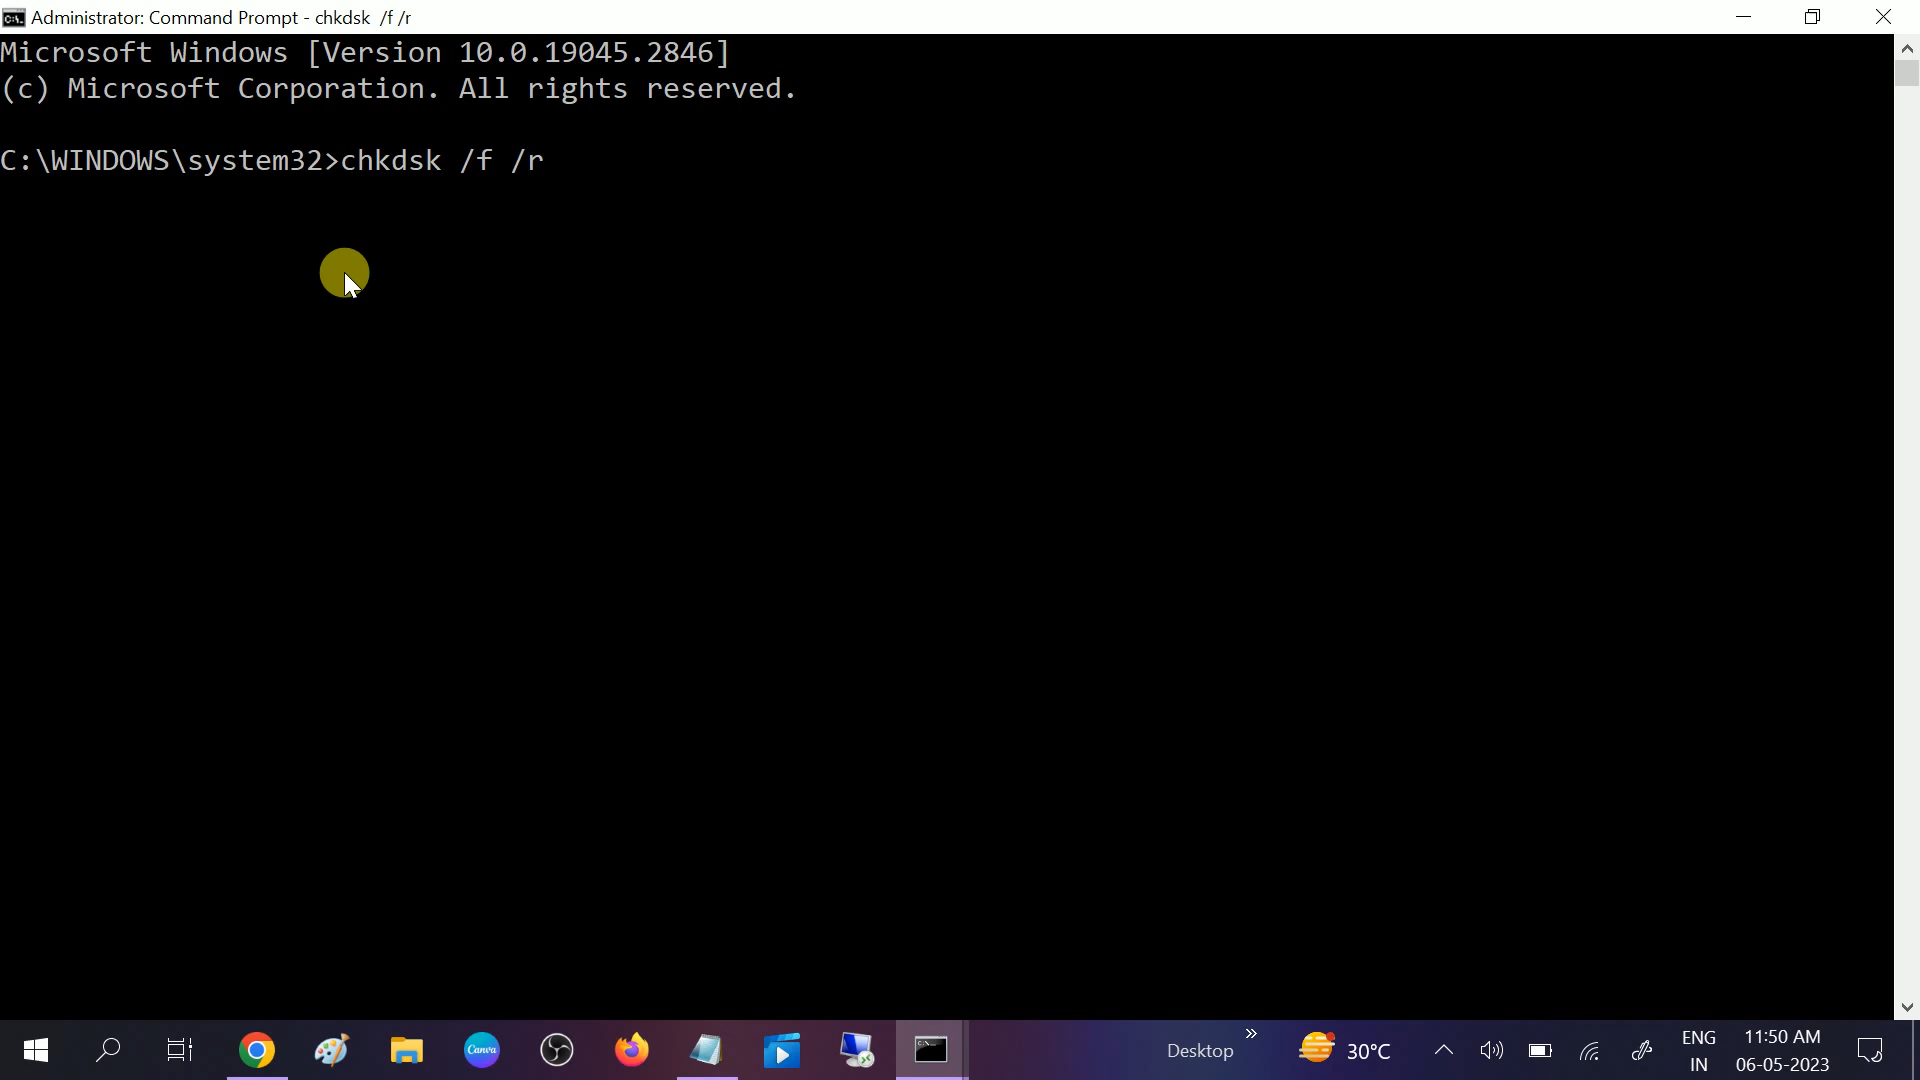 Administrator: Command Prompt - chkdsk  /f /r
Microsoft Windows [Version 10.0.19045.2846]
(c) Microsoft Corporation. All rights reserved.
C:\WINDOWS\system32>chkdsk /f /r
Canva
Desktop
30°C
ENG
IN
11:50 AM
06-05-2023